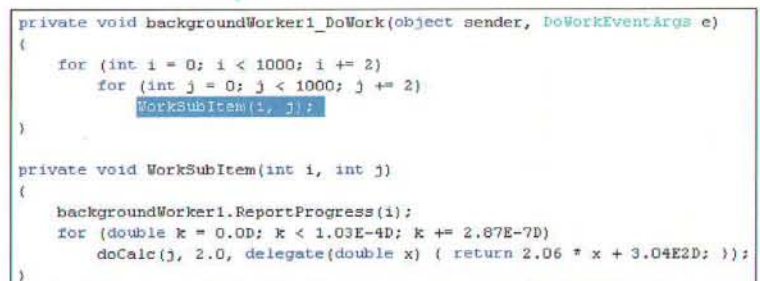 private void backgroundWorker1_DoWork(object sender, DoWorkEventArgs e)
{
    for (int i = 0; i < 1000; i += 2)
        for (int j = 0; j < 1000; j += 2)
            WorkSubItem(i, j);
}

private void WorkSubItem(int i, int j)
{
    backgroundWorker1.ReportProgress(i);
    for (double k = 0.0D; k < 1.03E-4D; k += 2.87E-7D)
        doCalc(j, 2.0, delegate(double x) { return 2.06 * x + 3.04E2D; });
}